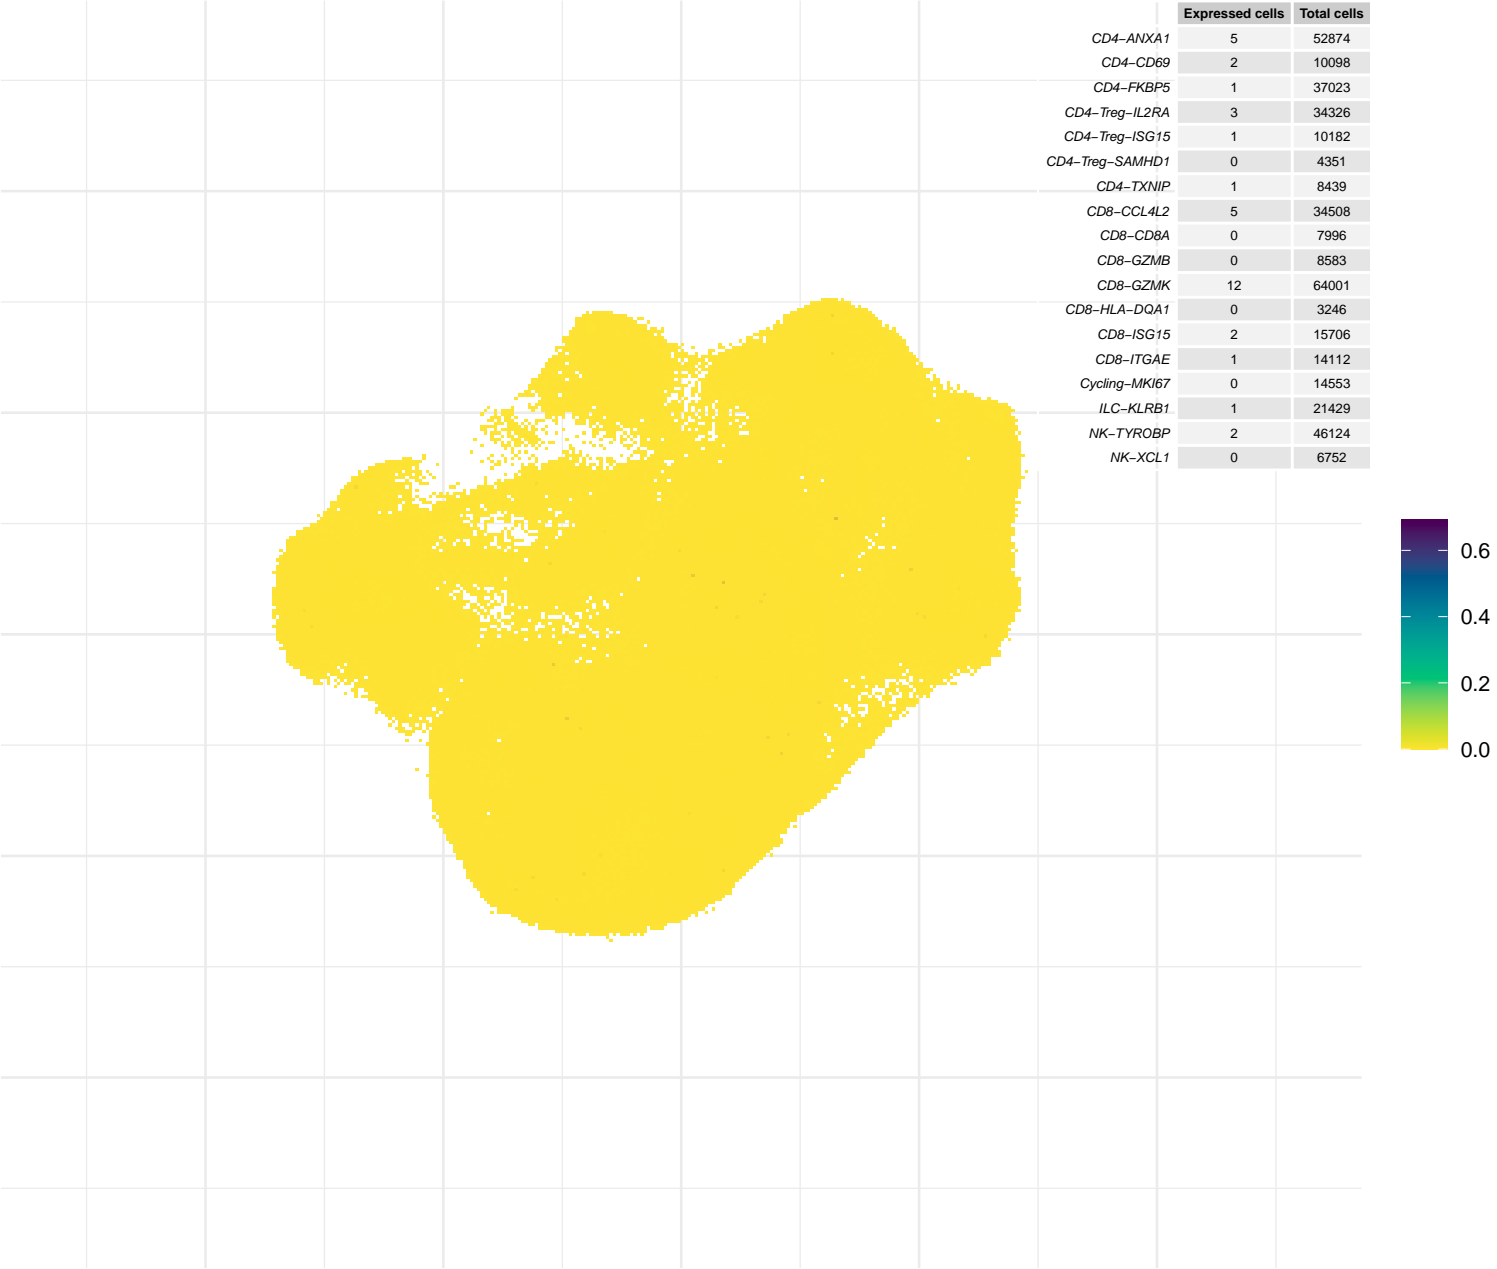 Expressed cells Total cells
CD4−ANXA1 5 52874
CD4−CD69 2 10098
CD4−FKBP5 1 37023
CD4−Treg−IL2RA 3 34326
CD4−Treg−ISG15 1 10182
CD4−Treg−SAMHD1 0 4351
CD4−TXNIP 1 8439
CD8−CCL4L2 5 34508
CD8−CD8A 0 7996
CD8−GZMB 0 8583
CD8−GZMK 12 64001
CD8−HLA−DQA1 0 3246
CD8−ISG15 2 15706
CD8−ITGAE 1 14112
Cycling−MKI67 0 14553
ILC−KLRB1 1 21429
NK−TYROBP 2 46124
NK−XCL1 0 6752
0.6
0.4
0.2
0.0